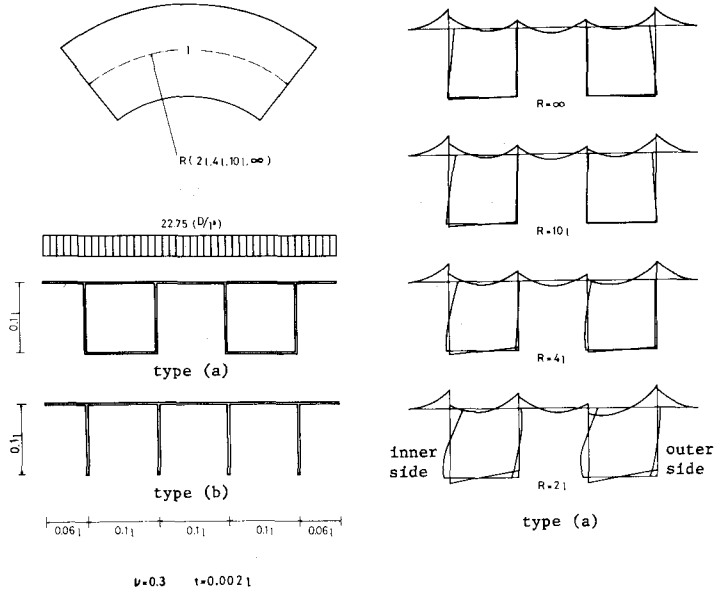 l
R(2l,4l,10l,∞)
22.75 (D/l³)
0.1l
type (a)
0.1l
type (b)
0.06l 0.1l 0.1l 0.1l 0.06l
ν=0.3 t=0.002l
R=∞
R=10l
R=4l
inner side
outer side
R=2l
type (a)